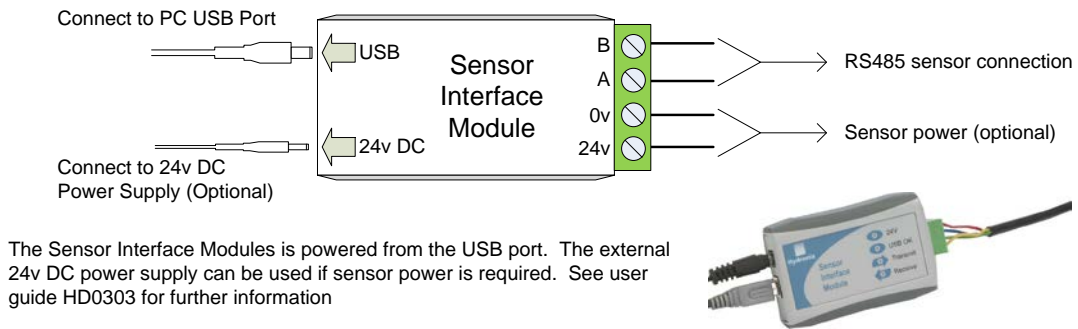 Connect to PC USB Port
USB
Sensor
Interface
Module
B
A
0v
24v
RS485 sensor connection
Sensor power (optional)
24v DC
Connect to 24v DC
Power Supply (Optional)
The Sensor Interface Modules is powered from the USB port. The external
24v DC power supply can be used if sensor power is required. See user
guide HD0303 for further information
24V
USB OK
Transmit
Receive
Sensor
Interface
Module